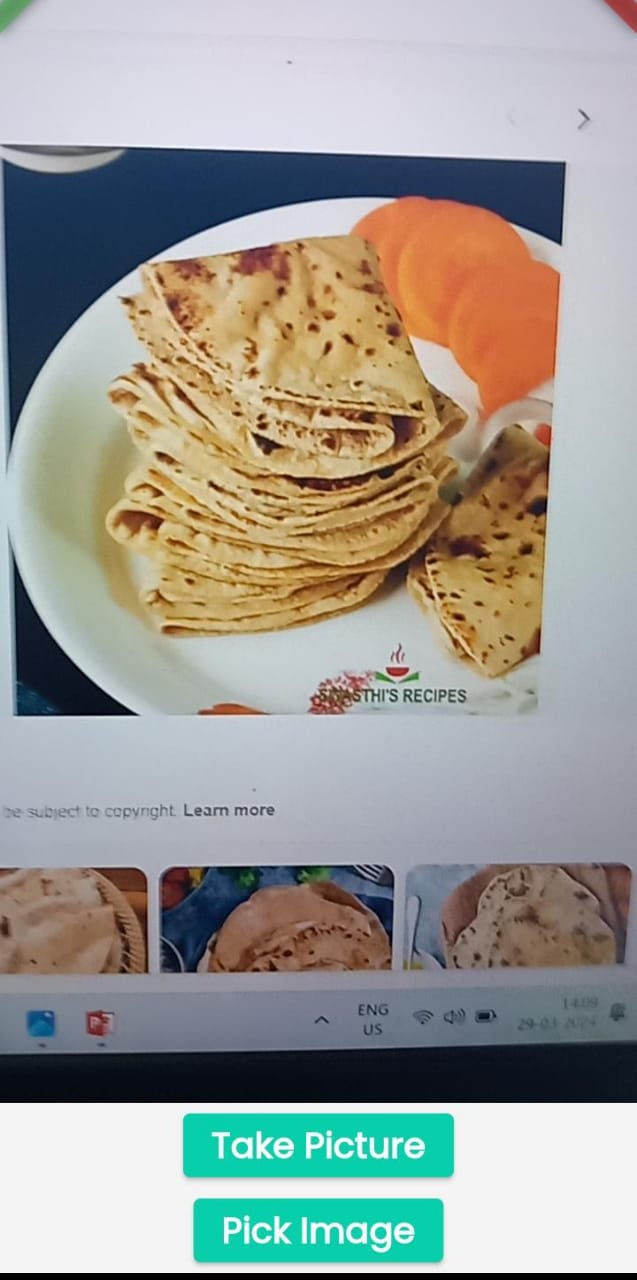 SWASTHI'S RECIPES
be subject to copyright. Learn more
ENG
US
14:09
29-03-2024
Take Picture
Pick Image